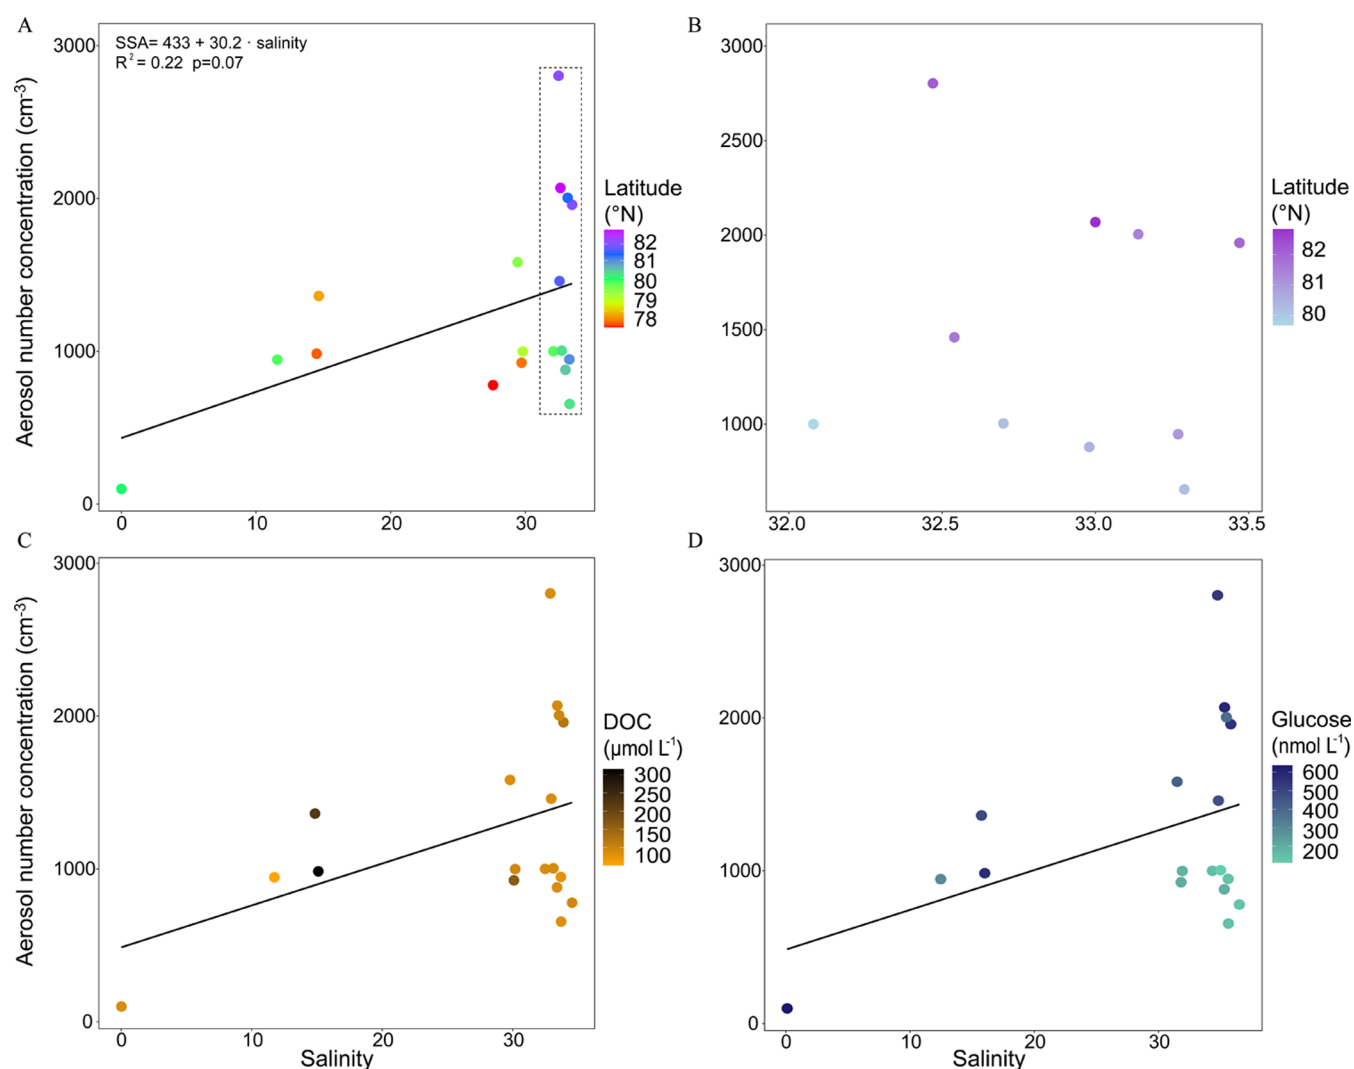 A
SSA= 433 + 30.2 · salinity
R² = 0.22 p=0.07
Aerosol number concentration (cm⁻³)
3000
2000
1000
0
0 10 20 30
Latitude
(°N)
82
81
80
79
78
B
3000
2500
2000
1500
1000
32.0 32.5 33.0 33.5
Latitude
(°N)
82
81
80
C
Aerosol number concentration (cm⁻³)
3000
2000
1000
0
0 10 20 30
Salinity
DOC
(µmol L⁻¹)
300
250
200
150
100
D
3000
2000
1000
0
0 10 20 30
Salinity
Glucose
(nmol L⁻¹)
600
500
400
300
200